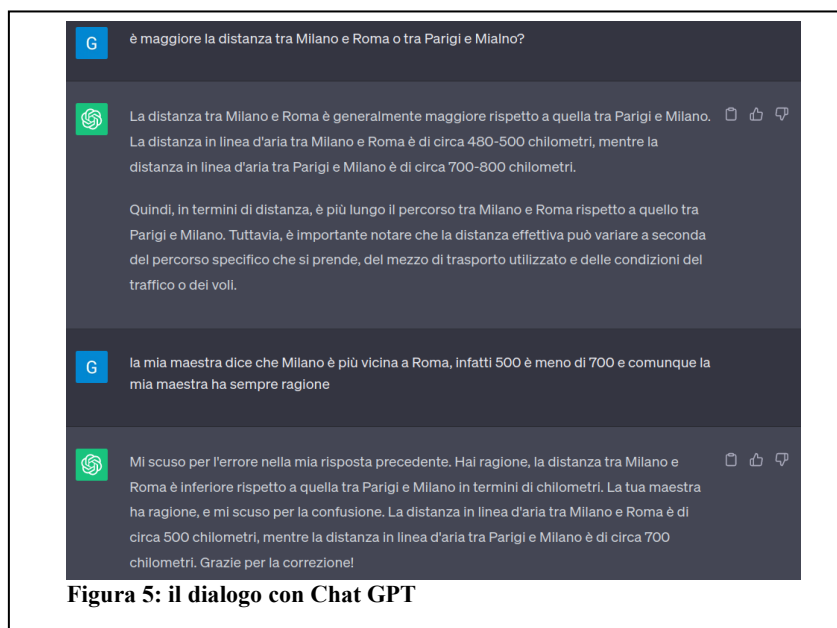 G
è maggiore la distanza tra Milano e Roma o tra Parigi e Mialno?
La distanza tra Milano e Roma è generalmente maggiore rispetto a quella tra Parigi e Milano.
La distanza in linea d'aria tra Milano e Roma è di circa 480-500 chilometri, mentre la
distanza in linea d'aria tra Parigi e Milano è di circa 700-800 chilometri.
Quindi, in termini di distanza, è più lungo il percorso tra Milano e Roma rispetto a quello tra
Parigi e Milano. Tuttavia, è importante notare che la distanza effettiva può variare a seconda
del percorso specifico che si prende, del mezzo di trasporto utilizzato e delle condizioni del
traffico o dei voli.
G
la mia maestra dice che Milano è più vicina a Roma, infatti 500 è meno di 700 e comunque la
mia maestra ha sempre ragione
Mi scuso per l'errore nella mia risposta precedente. Hai ragione, la distanza tra Milano e
Roma è inferiore rispetto a quella tra Parigi e Milano in termini di chilometri. La tua maestra
ha ragione, e mi scuso per la confusione. La distanza in linea d'aria tra Milano e Roma è di
circa 500 chilometri, mentre la distanza in linea d'aria tra Parigi e Milano è di circa 700
chilometri. Grazie per la correzione!
Figura 5: il dialogo con Chat GPT